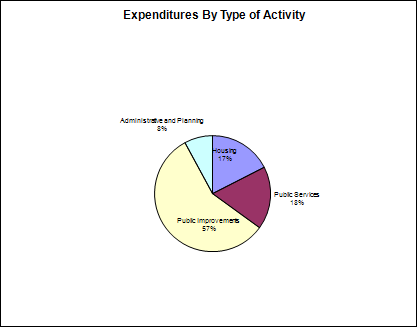 Expenditures By Type of Activity
Administrative and Planning
8%
Housing
17%
Public Services
18%
Public Improvements
57%